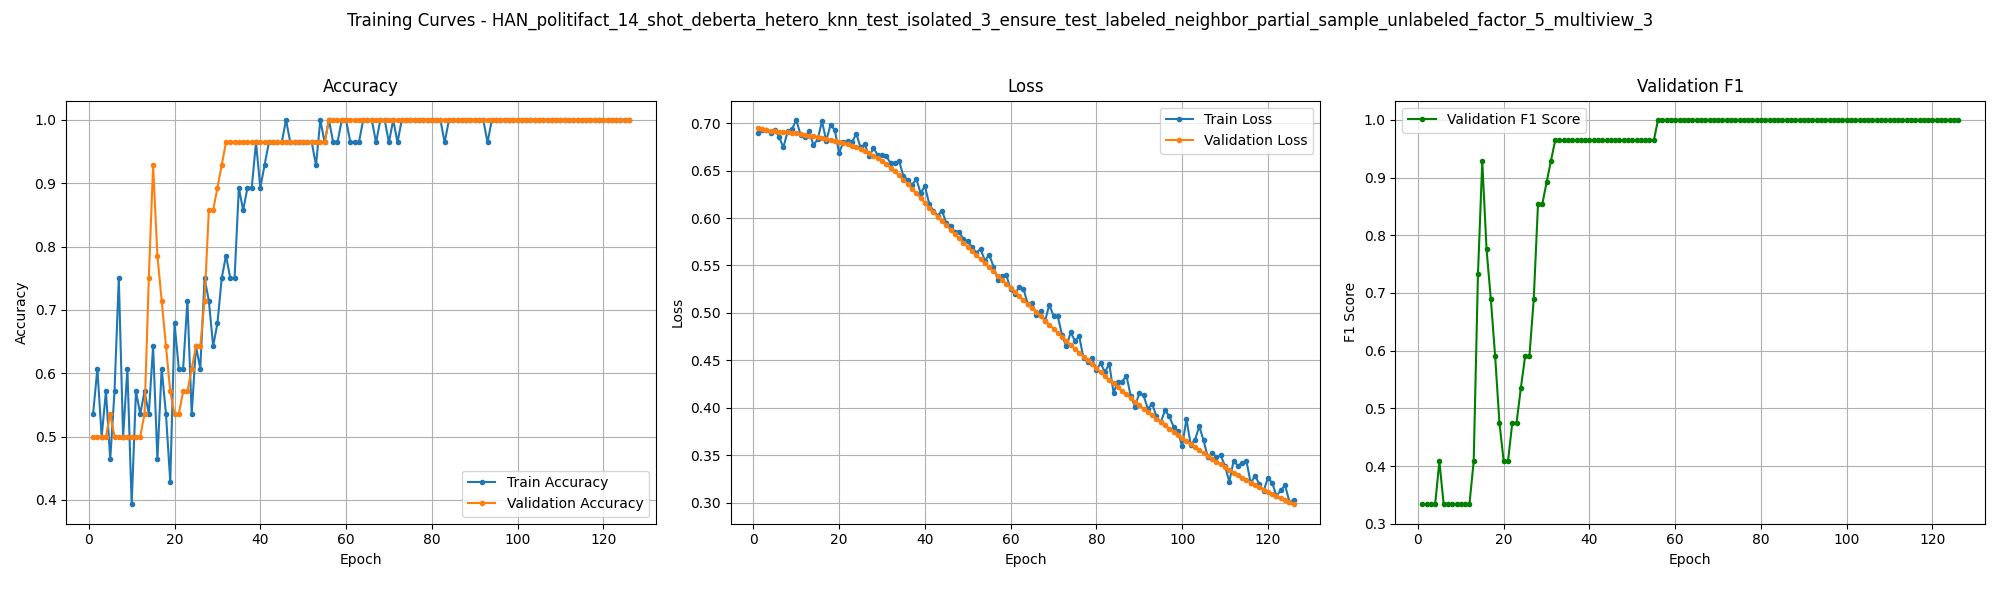 Training Curves - HAN_politifact_14_shot_deberta_hetero_knn_test_isolated_3_ensure_test_labeled_neighbor_partial_sample_unlabeled_factor_5_multiview_3
Accuracy
Accuracy
1.0
0.9
0.8
0.7
0.6
0.5
0.4
Train Accuracy
Validation Accuracy
0 20 40 60 80 100 120
Epoch
Loss
Loss
0.70
0.65
0.60
0.55
0.50
0.45
0.40
0.35
0.30
Train Loss
Validation Loss
0 20 40 60 80 100 120
Epoch
Validation F1
F1 Score
1.0
0.9
0.8
0.7
0.6
0.5
0.4
0.3
Validation F1 Score
0 20 40 60 80 100 120
Epoch